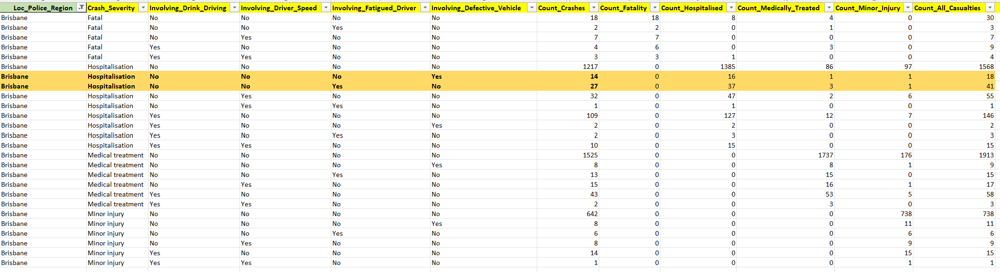 Loc_Police_Region Crash_Severity Involving_Drink_Driving Involving_Driver_Speed Involving_Fatigued_Driver Involving_Defective_Vehicle Count_Crashes Count_Fatality Count_Hospitalised Count_Medically_Treated Count_Minor_Injury Count_All_Casualties
Brisbane Fatal No No No No 18 18 8 4 0 30
Brisbane Fatal No No Yes No 2 2 0 1 0 3
Brisbane Fatal No Yes No No 7 7 0 0 0 7
Brisbane Fatal Yes No No No 4 6 0 3 0 9
Brisbane Fatal Yes Yes No No 3 3 1 0 0 4
Brisbane Hospitalisation No No No No 1217 0 1385 86 97 1568
Brisbane Hospitalisation No No No Yes 14 0 16 1 1 18
Brisbane Hospitalisation No No Yes No 27 0 37 3 1 41
Brisbane Hospitalisation No Yes No No 32 0 47 2 6 55
Brisbane Hospitalisation No Yes Yes No 1 0 1 0 0 1
Brisbane Hospitalisation Yes No No No 109 0 127 12 7 146
Brisbane Hospitalisation Yes No No Yes 2 0 2 0 0 2
Brisbane Hospitalisation Yes No Yes No 2 0 3 0 0 3
Brisbane Hospitalisation Yes Yes No No 10 0 15 0 0 15
Brisbane Medical treatment No No No No 1525 0 0 1737 176 1913
Brisbane Medical treatment No No No Yes 8 0 0 8 1 9
Brisbane Medical treatment No No Yes No 13 0 0 15 0 15
Brisbane Medical treatment No Yes No No 15 0 0 16 1 17
Brisbane Medical treatment Yes No No No 43 0 0 53 5 58
Brisbane Medical treatment Yes Yes No No 2 0 0 3 0 3
Brisbane Minor injury No No No No 642 0 0 0 738 738
Brisbane Minor injury No No No Yes 8 0 0 0 11 11
Brisbane Minor injury No No Yes No 6 0 0 0 6 6
Brisbane Minor injury No Yes No No 8 0 0 0 9 9
Brisbane Minor injury Yes No No No 14 0 0 0 15 15
Brisbane Minor injury Yes Yes No No 1 0 0 0 1 1